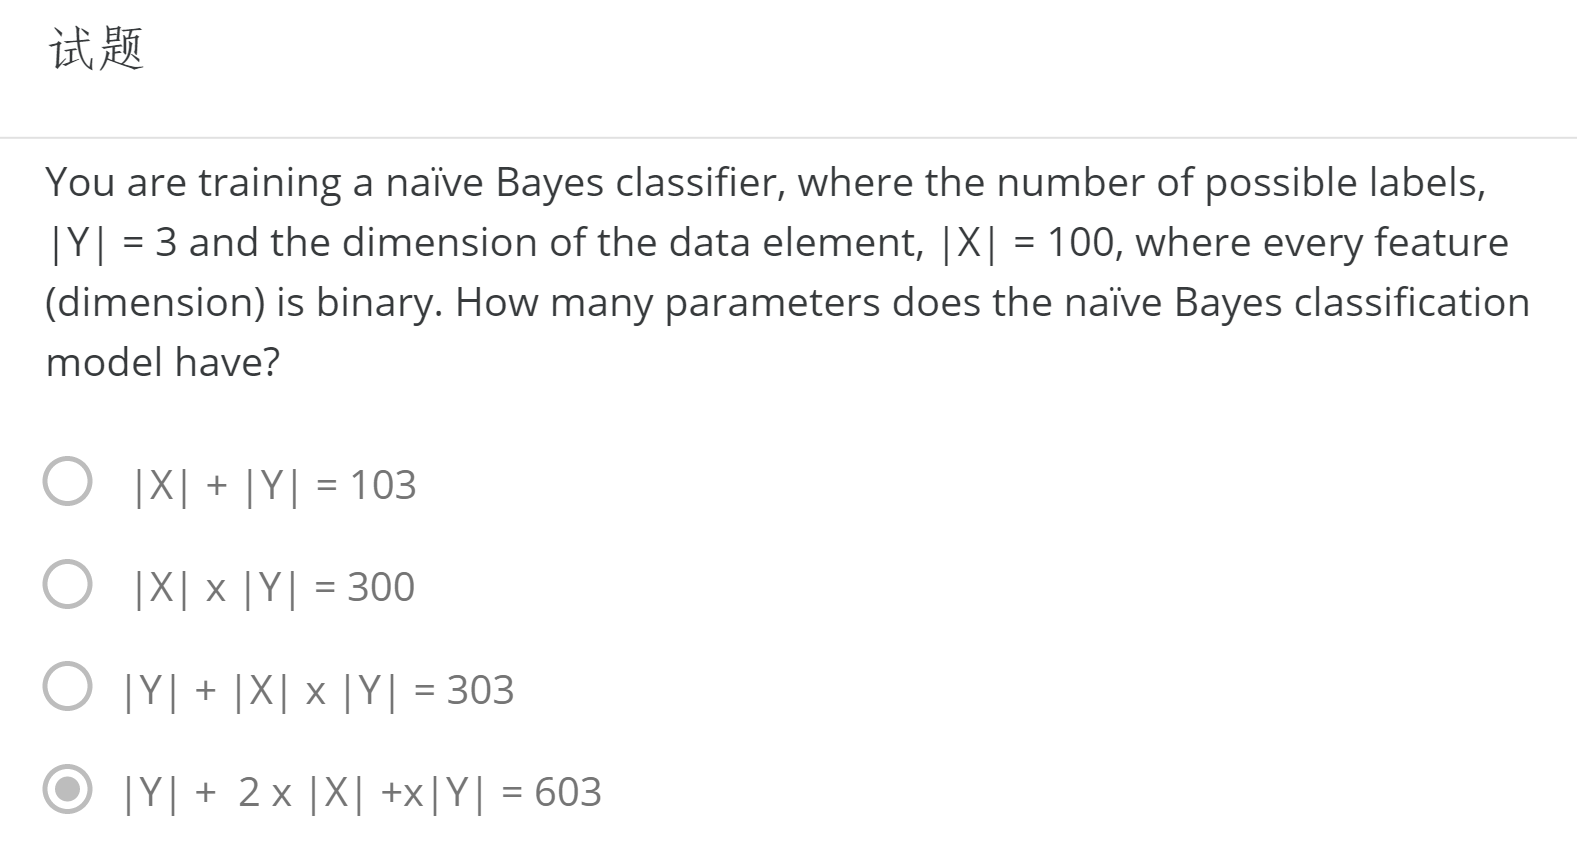 试题
You are training a naïve Bayes classifier, where the number of possible labels,
|Y| = 3 and the dimension of the data element, |X| = 100, where every feature
(dimension) is binary. How many parameters does the naïve Bayes classification
model have?
|X| + |Y| = 103
|X| x |Y| = 300
|Y| + |X| x |Y| = 303
|Y| + 2 x |X| +x|Y| = 603